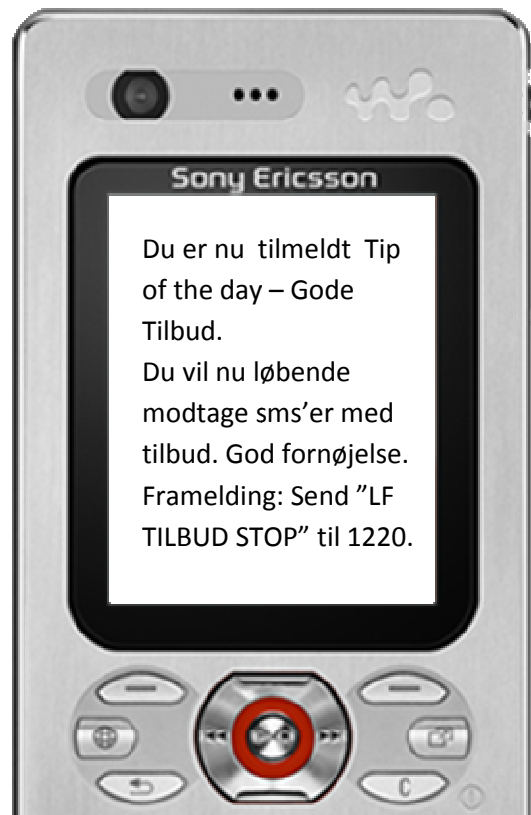 Sony Ericsson
Du er nu  tilmeldt  Tip
of the day – Gode
Tilbud.
Du vil nu løbende
modtage sms’er med
tilbud. God fornøjelse.
Framelding: Send ”LF
TILBUD STOP” til 1220.
C